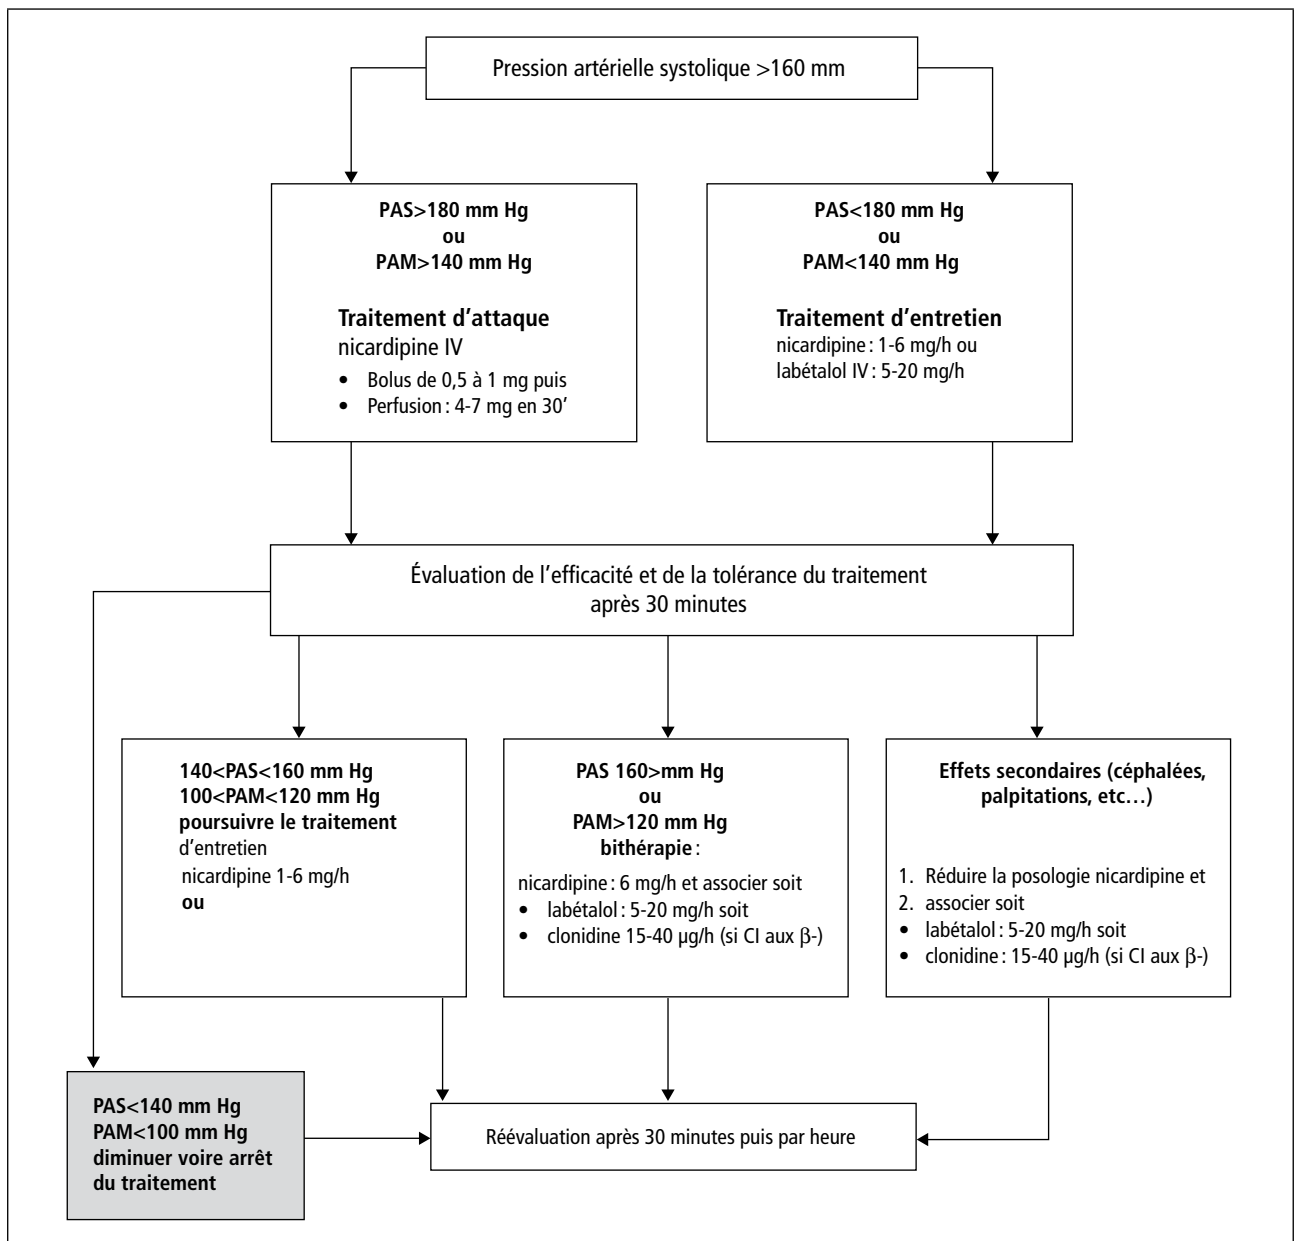 Pression artérielle systolique >160 mm
PAS>180 mm Hg
ou
PAM>140 mm Hg
Traitement d’attaque
nicardipine IV
• Bolus de 0,5 à 1 mg puis
• Perfusion : 4-7 mg en 30’
PAS<180 mm Hg
ou
PAM<140 mm Hg
Traitement d’entretien
nicardipine : 1-6 mg/h ou
labétalol IV : 5-20 mg/h
Évaluation de l’efficacité et de la tolérance du traitement
après 30 minutes
140<PAS<160 mm Hg
100<PAM<120 mm Hg
poursuivre le traitement
d’entretien
nicardipine 1-6 mg/h
ou
PAS 160>mm Hg
ou
PAM>120 mm Hg
bithérapie :
nicardipine : 6 mg/h et associer soit
• labétalol : 5-20 mg/h soit
• clonidine 15-40 µg/h (si CI aux β-)
Effets secondaires (céphalées,
palpitations, etc…)
1. Réduire la posologie nicardipine et
2. associer soit
• labétalol : 5-20 mg/h soit
• clonidine : 15-40 µg/h (si CI aux β-)
PAS<140 mm Hg
PAM<100 mm Hg
diminuer voire arrêt
du traitement
Réévaluation après 30 minutes puis par heure